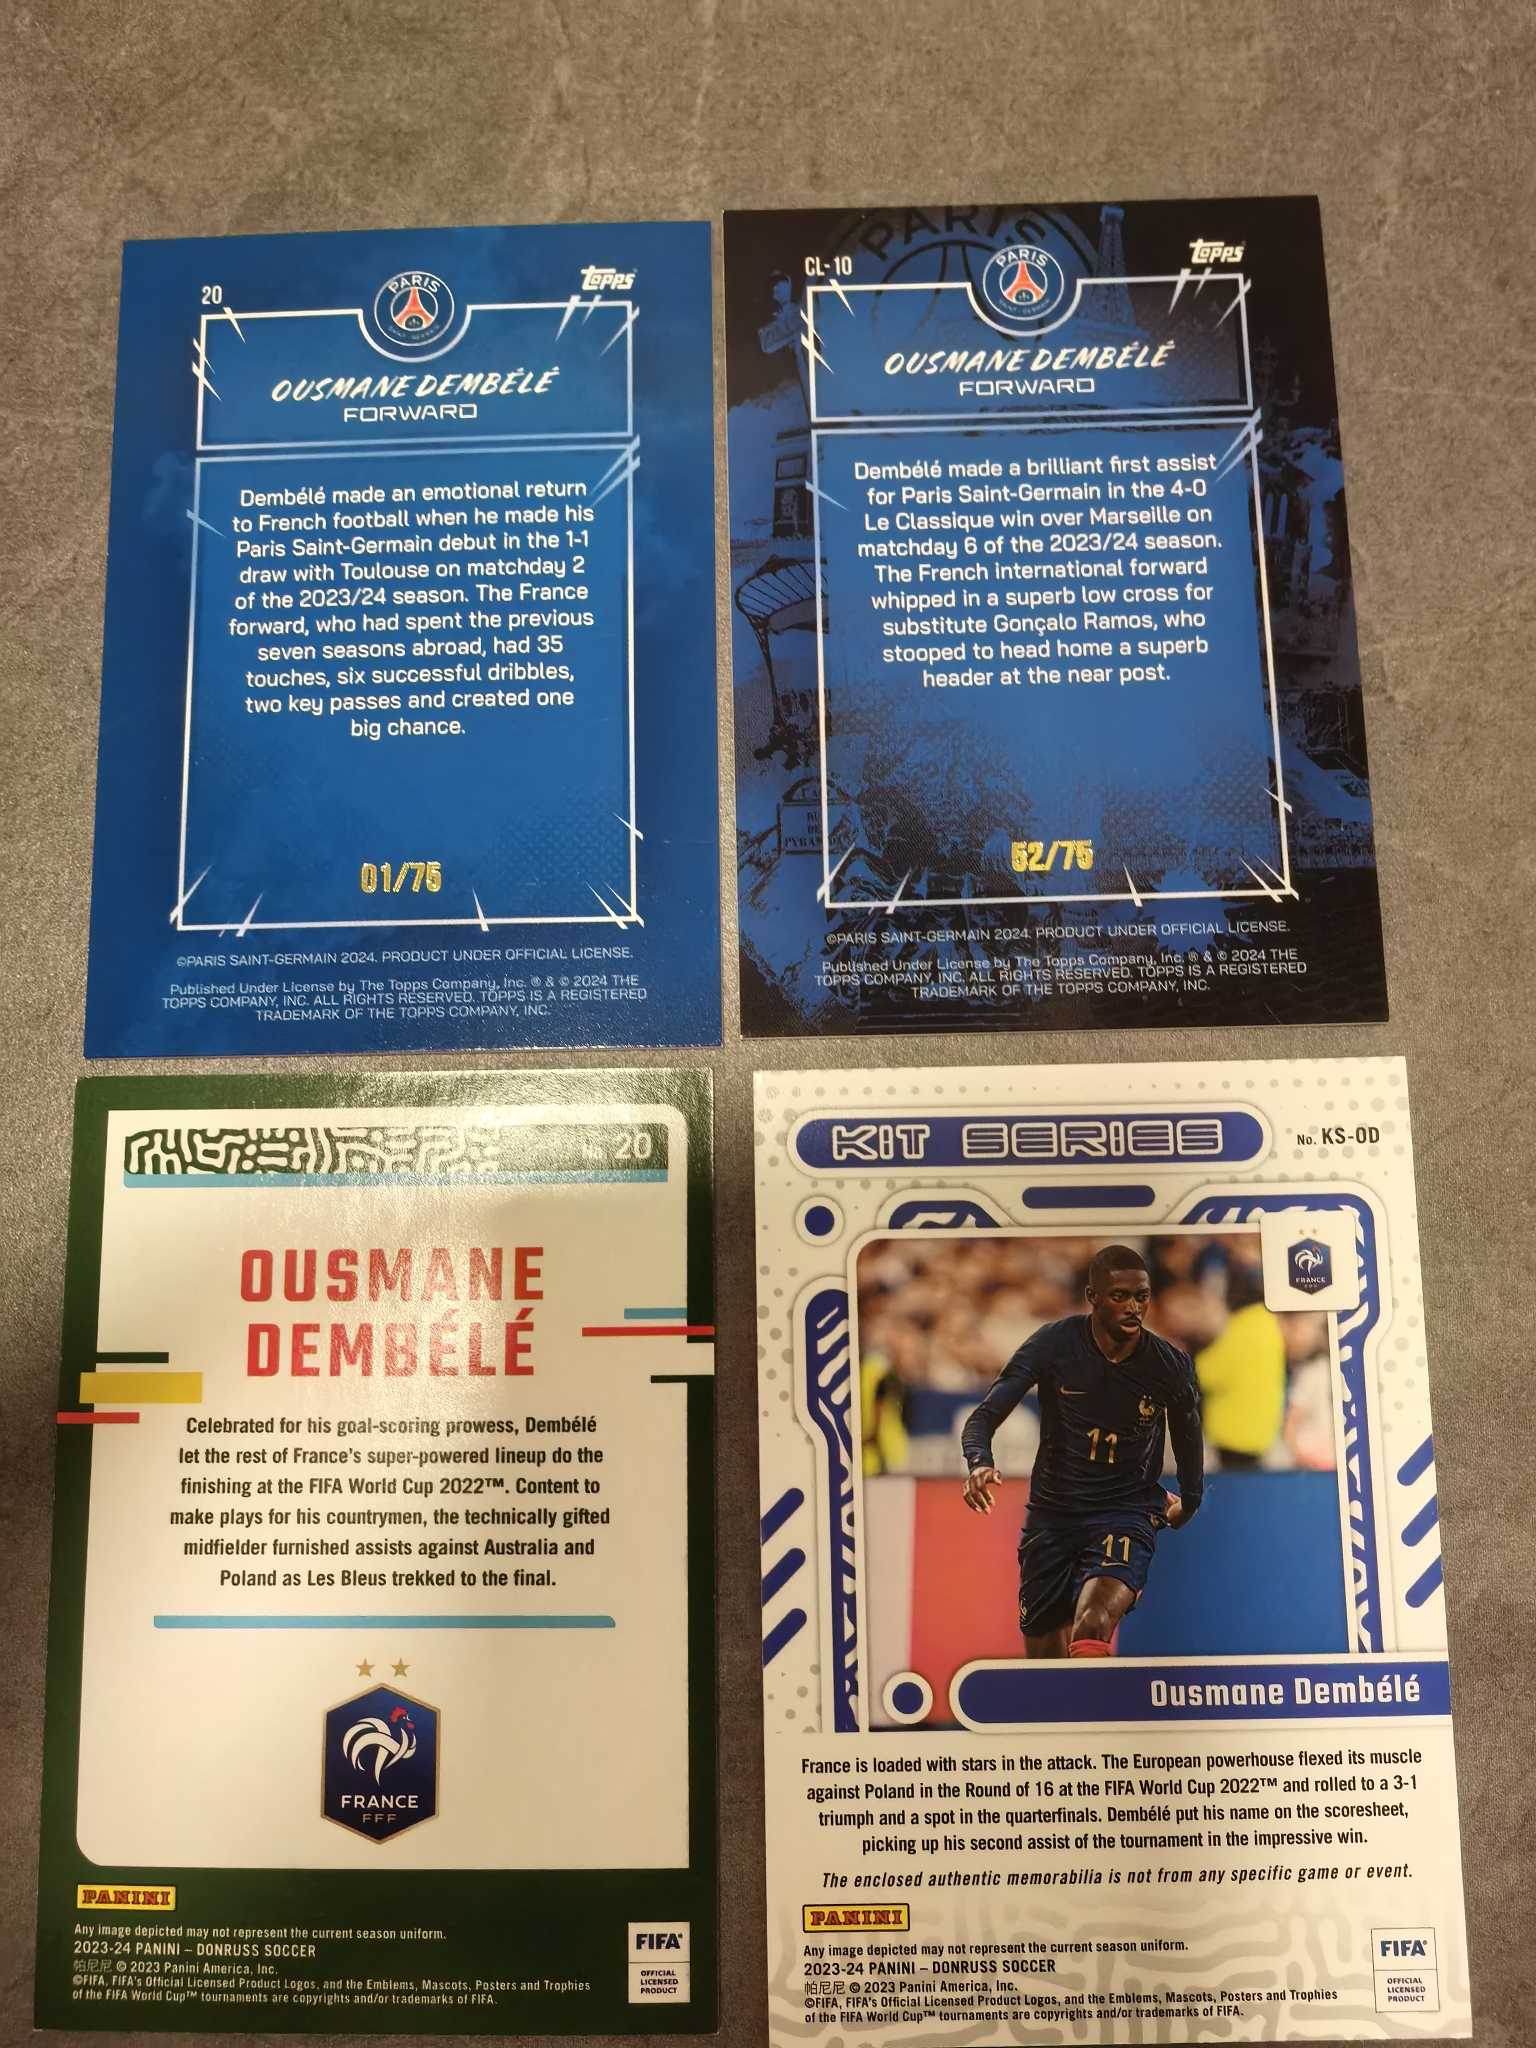 20
PARIS
SAINT-GERMAIN
Topps
OUSMANE DEMBÉLÉ
FORWARD
Dembélé made an emotional return
to French football when he made his
Paris Saint-Germain debut in the 1-1
draw with Toulouse on matchday 2
of the 2023/24 season. The France
forward, who had spent the previous
seven seasons abroad, had 35
touches, six successful dribbles,
two key passes and created one
big chance.
01/75
©PARIS SAINT-GERMAIN 2024. PRODUCT UNDER OFFICIAL LICENSE.
Published Under License by The Topps Company, Inc. ® & © 2024 THE
TOPPS COMPANY, INC. ALL RIGHTS RESERVED. TOPPS IS A REGISTERED
TRADEMARK OF THE TOPPS COMPANY, INC.
PARIS
CL-10
PARIS
SAINT-GERMAIN
Topps
OUSMANE DEMBÉLÉ
FORWARD
Dembélé made a brilliant first assist
for Paris Saint-Germain in the 4-0
Le Classique win over Marseille on
matchday 6 of the 2023/24 season.
The French international forward
whipped in a superb low cross for
substitute Gonçalo Ramos, who
stooped to head home a superb
header at the near post.
52/75
©PARIS SAINT-GERMAIN 2024. PRODUCT UNDER OFFICIAL LICENSE.
Published Under License by The Topps Company, Inc. ® & © 2024 THE
TOPPS COMPANY, INC. ALL RIGHTS RESERVED. TOPPS IS A REGISTERED
TRADEMARK OF THE TOPPS COMPANY, INC.
No. 20
OUSMANE
DEMBÉLÉ
Celebrated for his goal-scoring prowess, Dembélé
let the rest of France's super-powered lineup do the
finishing at the FIFA World Cup 2022™. Content to
make plays for his countrymen, the technically gifted
midfielder furnished assists against Australia and
Poland as Les Bleus trekked to the final.
FRANCE
FFF
PANINI
Any image depicted may not represent the current season uniform.
2023-24 PANINI – DONRUSS SOCCER
帕尼尼 © 2023 Panini America, Inc.
©FIFA, FIFA's Official Licensed Product Logos, and the Emblems, Mascots, Posters and Trophies
of the FIFA World Cup™ tournaments are copyrights and/or trademarks of FIFA.
FIFA
OFFICIAL
LICENSED
PRODUCT
KIT SERIES
No. KS-OD
FRANCE
FFF
11
11
Ousmane Dembélé
France is loaded with stars in the attack. The European powerhouse flexed its muscle
against Poland in the Round of 16 at the FIFA World Cup 2022™ and rolled to a 3-1
triumph and a spot in the quarterfinals. Dembélé put his name on the scoresheet,
picking up his second assist of the tournament in the impressive win.
The enclosed authentic memorabilia is not from any specific game or event.
PANINI
Any image depicted may not represent the current season uniform.
2023-24 PANINI – DONRUSS SOCCER
帕尼尼 © 2023 Panini America, Inc.
©FIFA, FIFA's Official Licensed Product Logos, and the Emblems, Mascots, Posters and Trophies
of the FIFA World Cup™ tournaments are copyrights and/or trademarks of FIFA.
FIFA
OFFICIAL
LICENSED
PRODUCT